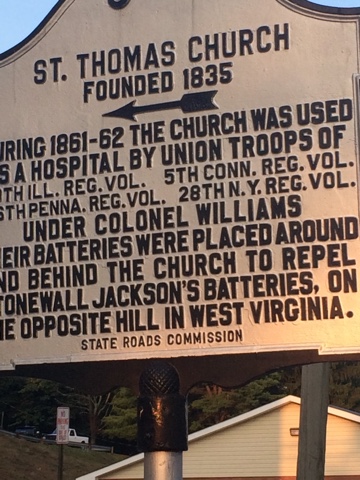 ST. THOMAS CHURCH
FOUNDED 1835
URING 1861-62 THE CHURCH WAS USED
S A HOSPITAL BY UNION TROOPS OF
TH ILL. REG. VOL. 5TH CONN. REG. VOL.
6TH PENNA. REG. VOL. 28TH N.Y. REG. VOL.
UNDER COLONEL WILLIAMS
HEIR BATTERIES WERE PLACED AROUND
ND BEHIND THE CHURCH TO REPEL
TONEWALL JACKSON'S BATTERIES, ON
HE OPPOSITE HILL IN WEST VIRGINIA.
STATE ROADS COMMISSION